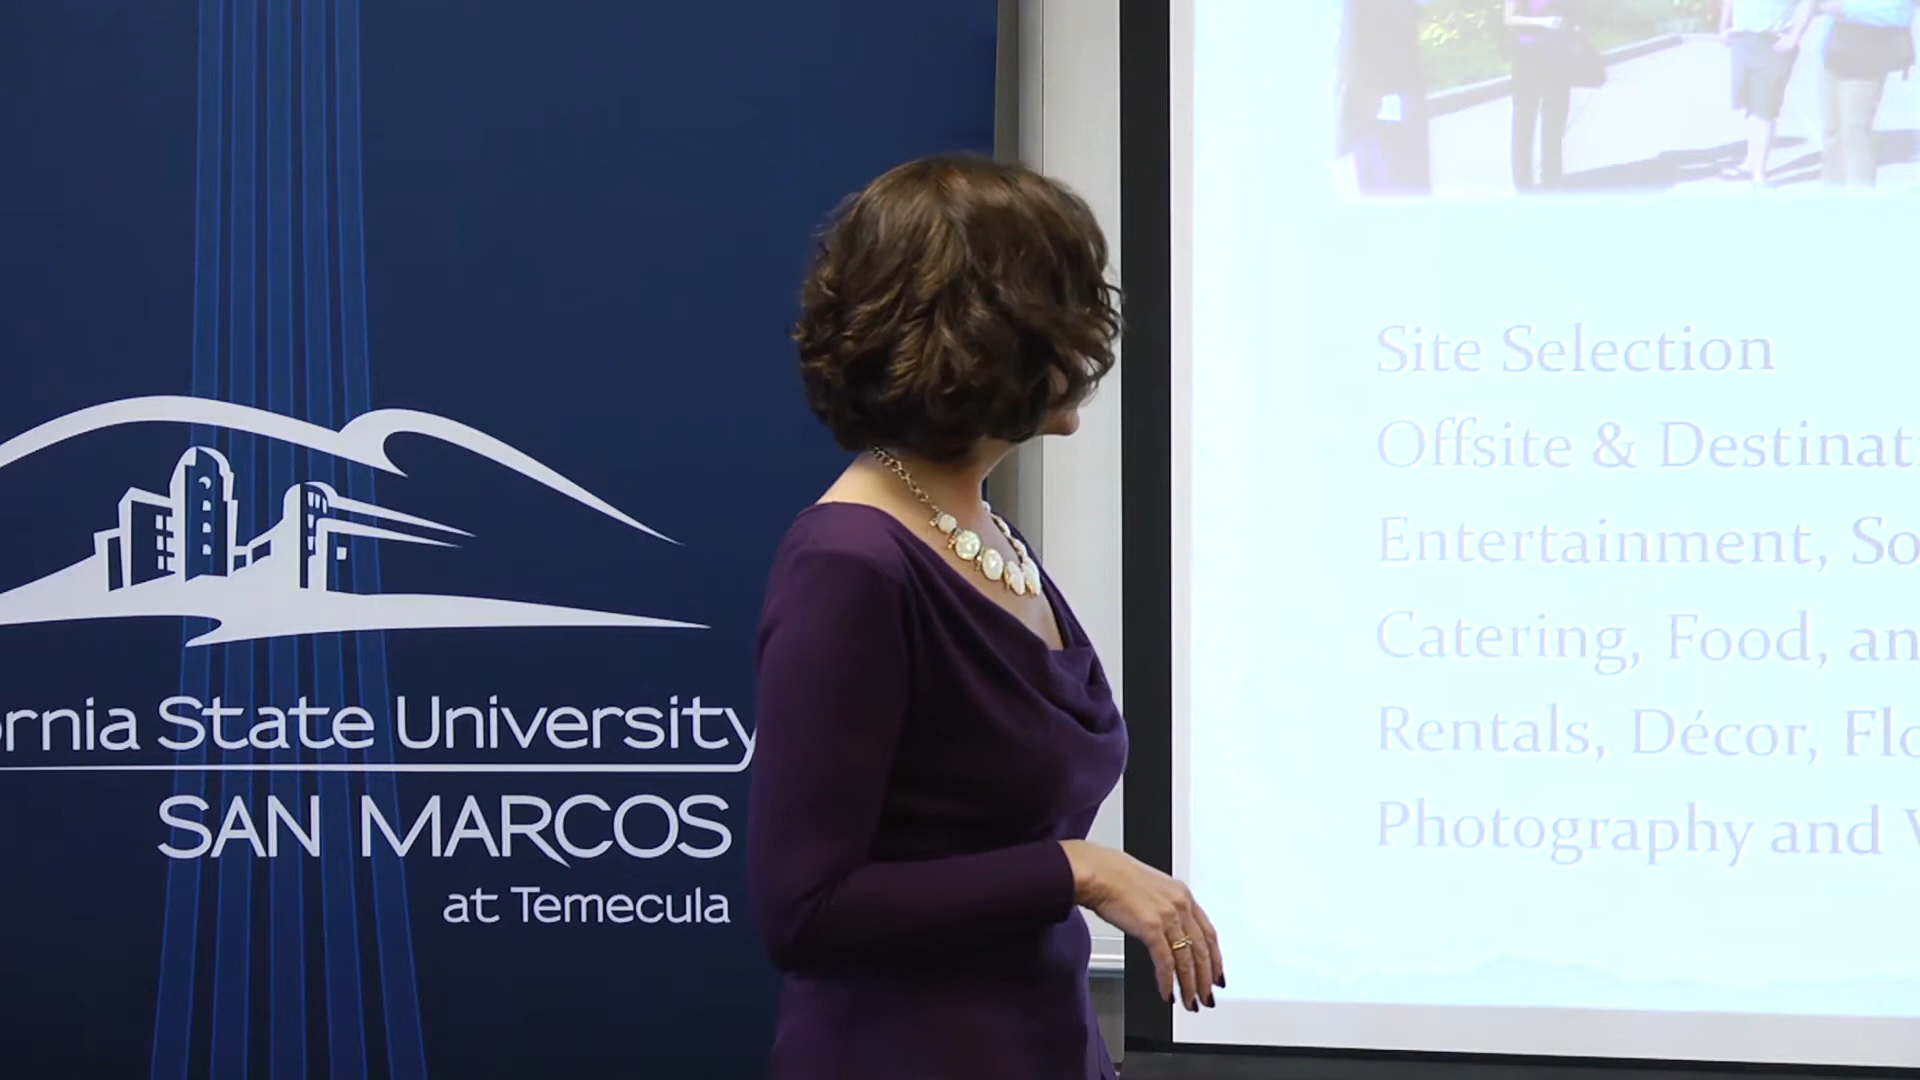 rnia State University
SAN MARCOS
at Temecula
Site Selection
Offsite & Destinat
Entertainment, So
Catering, Food, an
Rentals, Décor, Flo
Photography and